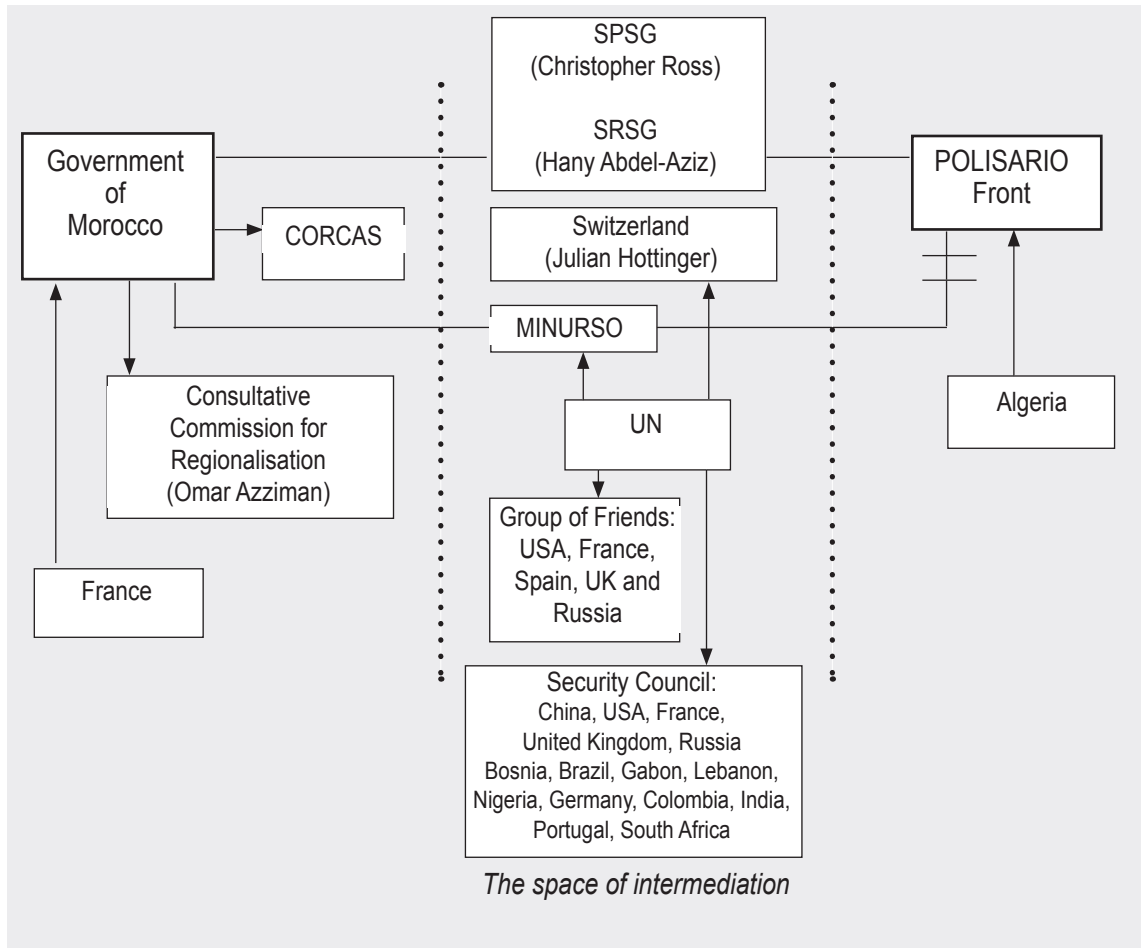 SPSG
(Christopher Ross)
SRSG
(Hany Abdel-Aziz)
Government
of
Morocco
POLISARIO
Front
CORCAS
Switzerland
(Julian Hottinger)
MINURSO
Consultative
Commission for
Regionalisation
(Omar Azziman)
UN
Algeria
Group of Friends:
USA, France,
Spain, UK and
Russia
France
Security Council:
China, USA, France,
United Kingdom, Russia
Bosnia, Brazil, Gabon, Lebanon,
Nigeria, Germany, Colombia, India,
Portugal, South Africa
The space of intermediation